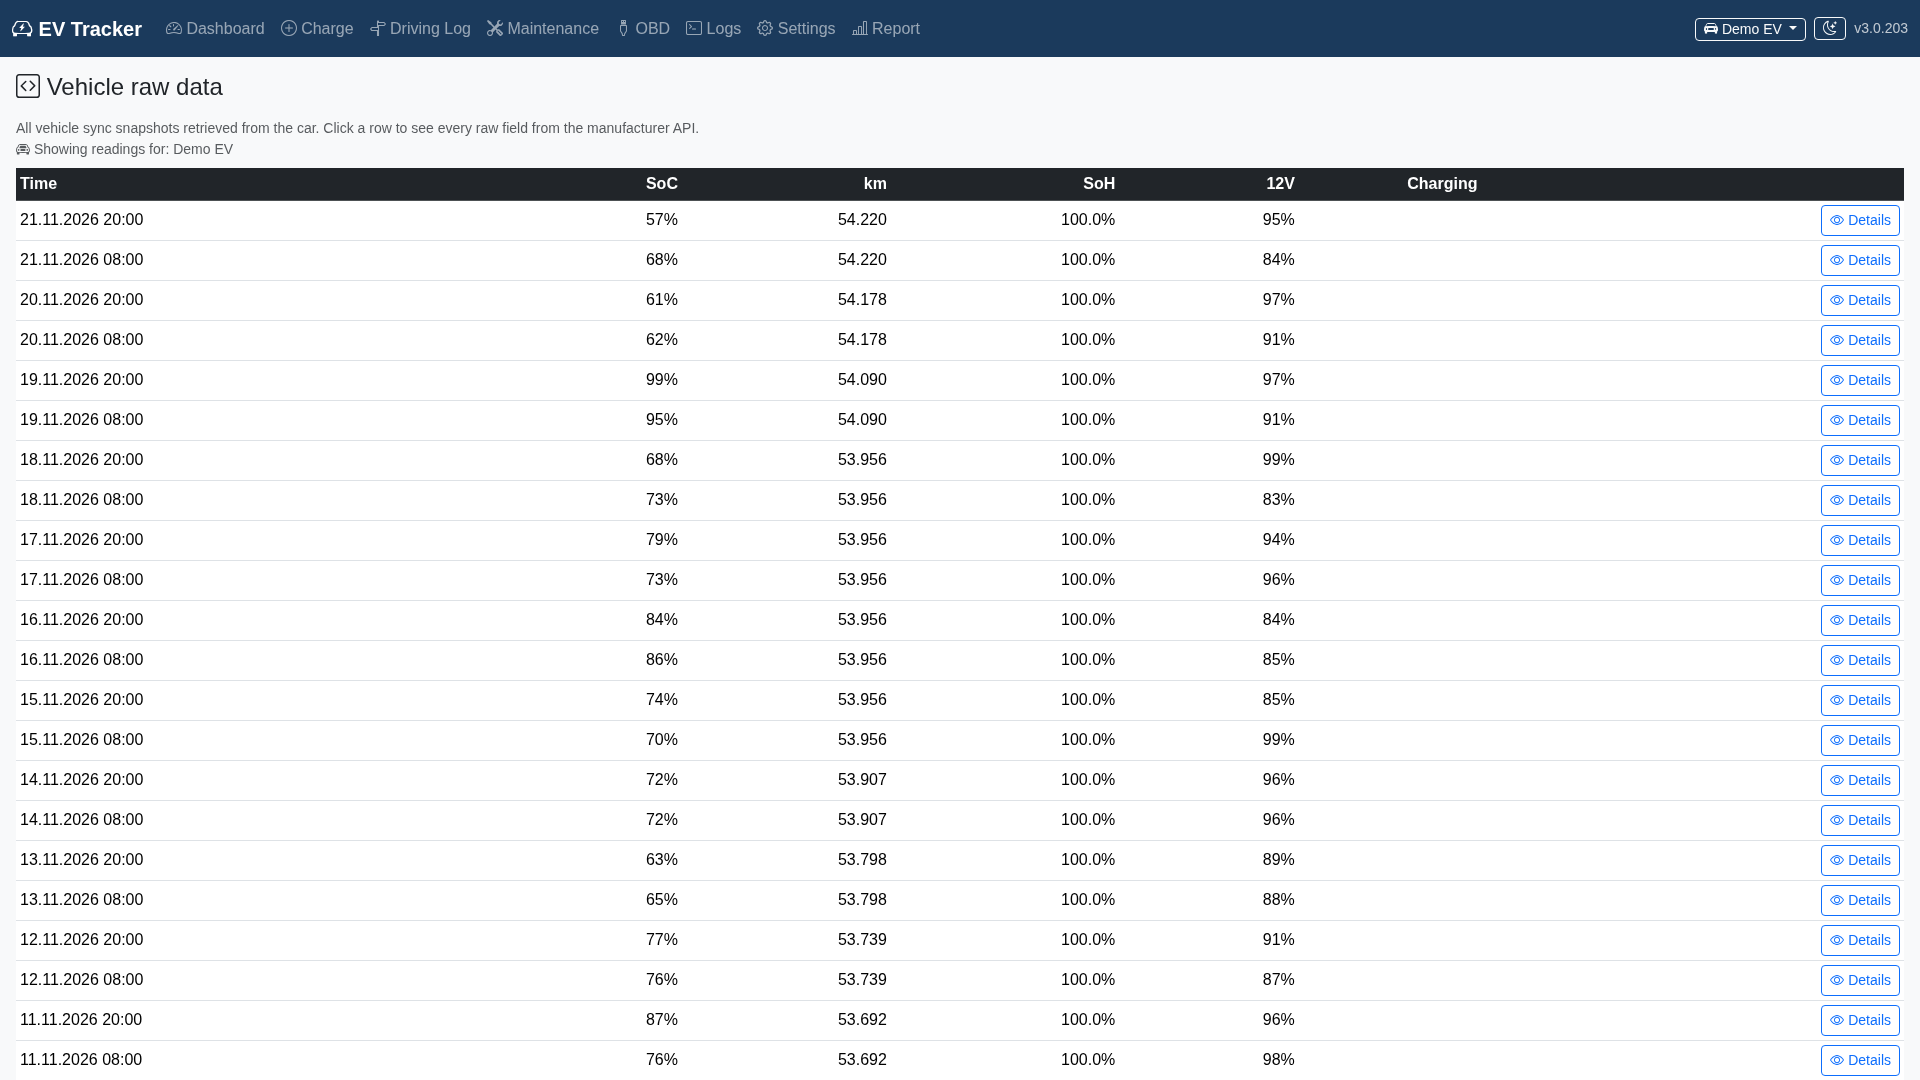 EV Tracker Dashboard Charge Driving Log Maintenance OBD Logs Settings Report Demo EV v3.0.203
Vehicle raw data
All vehicle sync snapshots retrieved from the car. Click a row to see every raw field from the manufacturer API.
Showing readings for: Demo EV
Time SoC km SoH 12V Charging
21.11.2026 20:00 57% 54.220 100.0% 95% Details
21.11.2026 08:00 68% 54.220 100.0% 84% Details
20.11.2026 20:00 61% 54.178 100.0% 97% Details
20.11.2026 08:00 62% 54.178 100.0% 91% Details
19.11.2026 20:00 99% 54.090 100.0% 97% Details
19.11.2026 08:00 95% 54.090 100.0% 91% Details
18.11.2026 20:00 68% 53.956 100.0% 99% Details
18.11.2026 08:00 73% 53.956 100.0% 83% Details
17.11.2026 20:00 79% 53.956 100.0% 94% Details
17.11.2026 08:00 73% 53.956 100.0% 96% Details
16.11.2026 20:00 84% 53.956 100.0% 84% Details
16.11.2026 08:00 86% 53.956 100.0% 85% Details
15.11.2026 20:00 74% 53.956 100.0% 85% Details
15.11.2026 08:00 70% 53.956 100.0% 99% Details
14.11.2026 20:00 72% 53.907 100.0% 96% Details
14.11.2026 08:00 72% 53.907 100.0% 96% Details
13.11.2026 20:00 63% 53.798 100.0% 89% Details
13.11.2026 08:00 65% 53.798 100.0% 88% Details
12.11.2026 20:00 77% 53.739 100.0% 91% Details
12.11.2026 08:00 76% 53.739 100.0% 87% Details
11.11.2026 20:00 87% 53.692 100.0% 96% Details
11.11.2026 08:00 76% 53.692 100.0% 98% Details